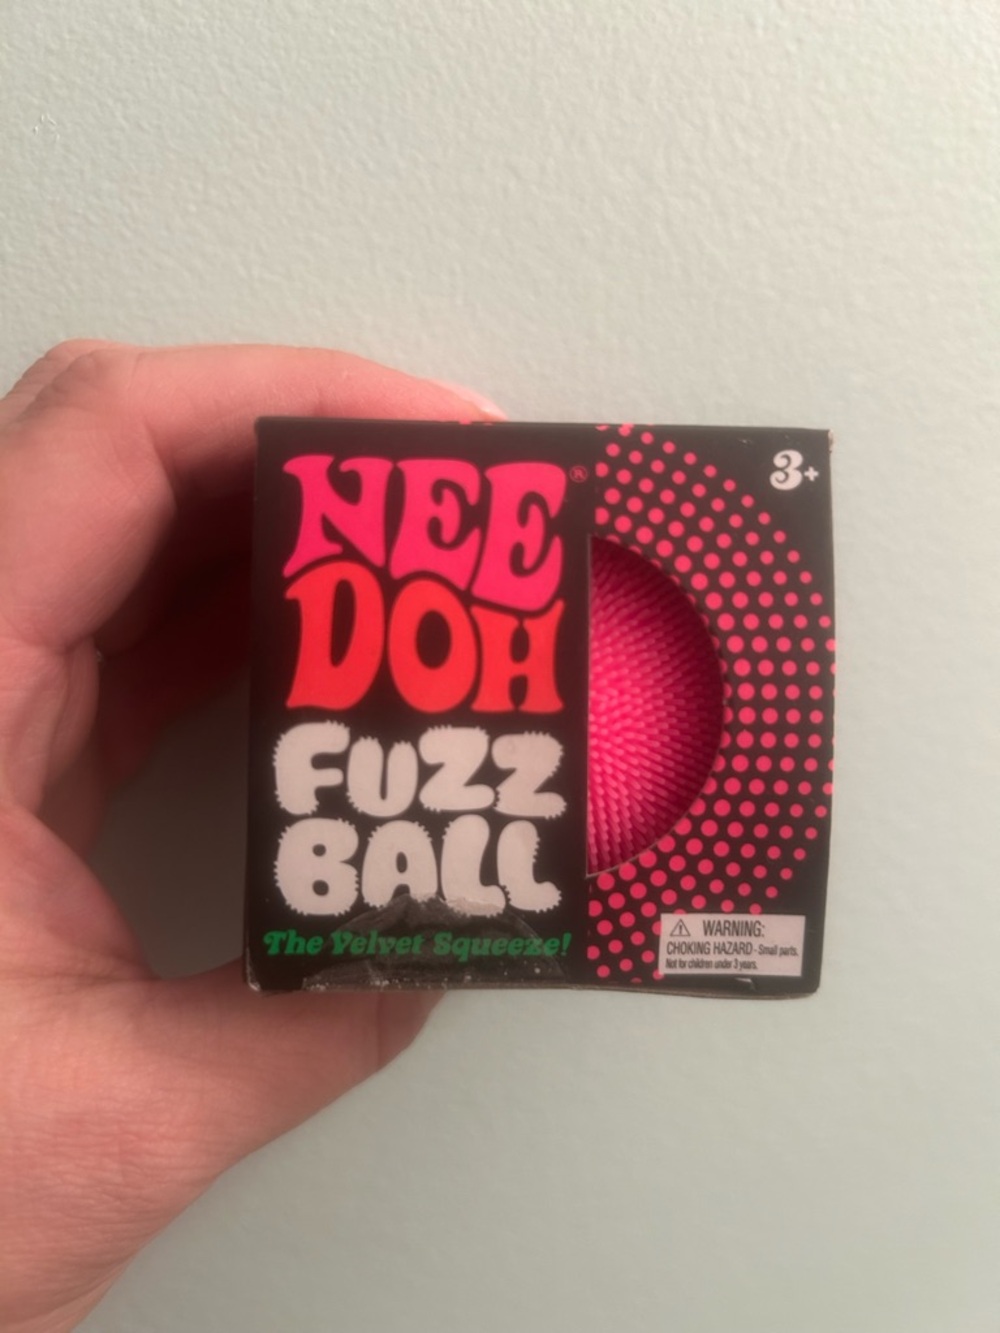 NEE®
DOH
FUZZ
BALL
The Velvet Squeeze!
3+
⚠ WARNING:
CHOKING HAZARD - Small parts.
Not for children under 3 years.